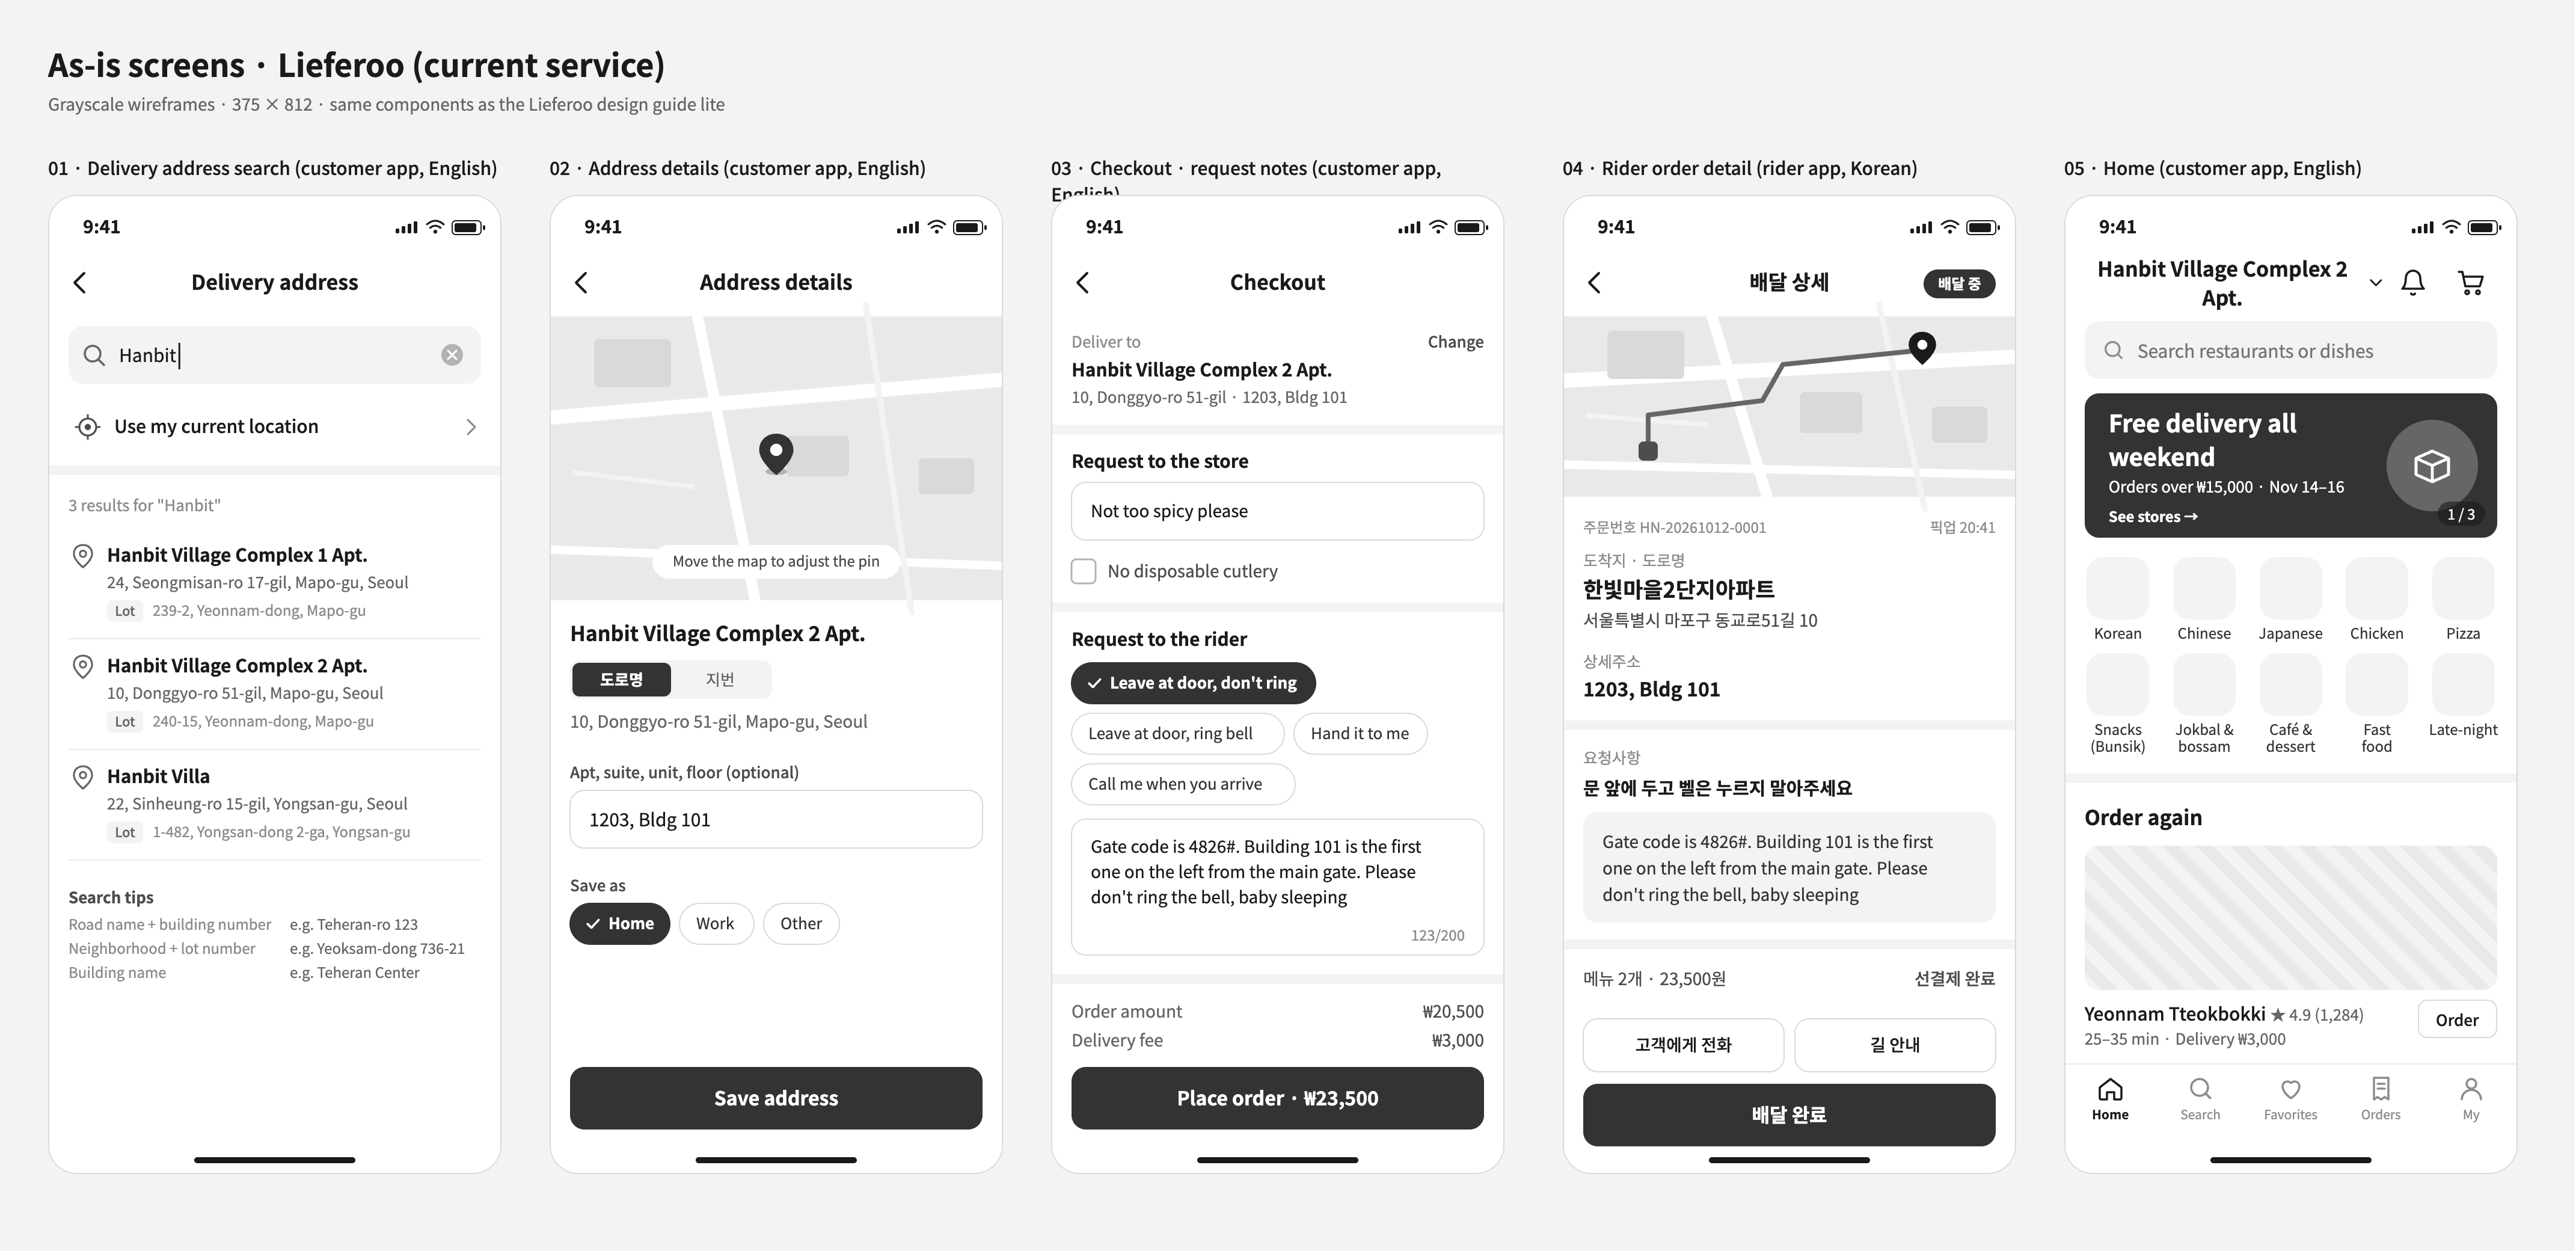 As-is screens · Lieferoo (current service)
Grayscale wireframes · 375 × 812 · same components as the Lieferoo design guide lite
01 · Delivery address search (customer app, English)
9:41
Delivery address
Hanbit
Use my current location
3 results for "Hanbit"
Hanbit Village Complex 1 Apt.
24, Seongmisan-ro 17-gil, Mapo-gu, Seoul
Lot 239-2, Yeonnam-dong, Mapo-gu
Hanbit Village Complex 2 Apt.
10, Donggyo-ro 51-gil, Mapo-gu, Seoul
Lot 240-15, Yeonnam-dong, Mapo-gu
Hanbit Villa
22, Sinheung-ro 15-gil, Yongsan-gu, Seoul
Lot 1-482, Yongsan-dong 2-ga, Yongsan-gu
Search tips
Road name + building number e.g. Teheran-ro 123
Neighborhood + lot number e.g. Yeoksam-dong 736-21
Building name e.g. Teheran Center
02 · Address details (customer app, English)
9:41
Address details
Move the map to adjust the pin
Hanbit Village Complex 2 Apt.
도로명 지번
10, Donggyo-ro 51-gil, Mapo-gu, Seoul
Apt, suite, unit, floor (optional)
1203, Bldg 101
Save as
Home Work Other
Save address
03 · Checkout · request notes (customer app,
English)
9:41
Checkout
Deliver to Change
Hanbit Village Complex 2 Apt.
10, Donggyo-ro 51-gil · 1203, Bldg 101
Request to the store
Not too spicy please
No disposable cutlery
Request to the rider
Leave at door, don't ring
Leave at door, ring bell Hand it to me
Call me when you arrive
Gate code is 4826#. Building 101 is the first
one on the left from the main gate. Please
don't ring the bell, baby sleeping
123/200
Order amount ₩20,500
Delivery fee ₩3,000
Place order · ₩23,500
04 · Rider order detail (rider app, Korean)
9:41
배달 상세 배달 중
주문번호 HN-20261012-0001 픽업 20:41
도착지 · 도로명
한빛마을2단지아파트
서울특별시 마포구 동교로51길 10
상세주소
1203, Bldg 101
요청사항
문 앞에 두고 벨은 누르지 말아주세요
Gate code is 4826#. Building 101 is the first
one on the left from the main gate. Please
don't ring the bell, baby sleeping
메뉴 2개 · 23,500원 선결제 완료
고객에게 전화 길 안내
배달 완료
05 · Home (customer app, English)
9:41
Hanbit Village Complex 2
Apt.
Search restaurants or dishes
Free delivery all
weekend
Orders over ₩15,000 · Nov 14–16
See stores →
1 / 3
Korean Chinese Japanese Chicken Pizza
Snacks Jokbal & Café & Fast Late-night
(Bunsik) bossam dessert food
Order again
Yeonnam Tteokbokki ★ 4.9 (1,284)
25–35 min · Delivery ₩3,000
Order
Home Search Favorites Orders My